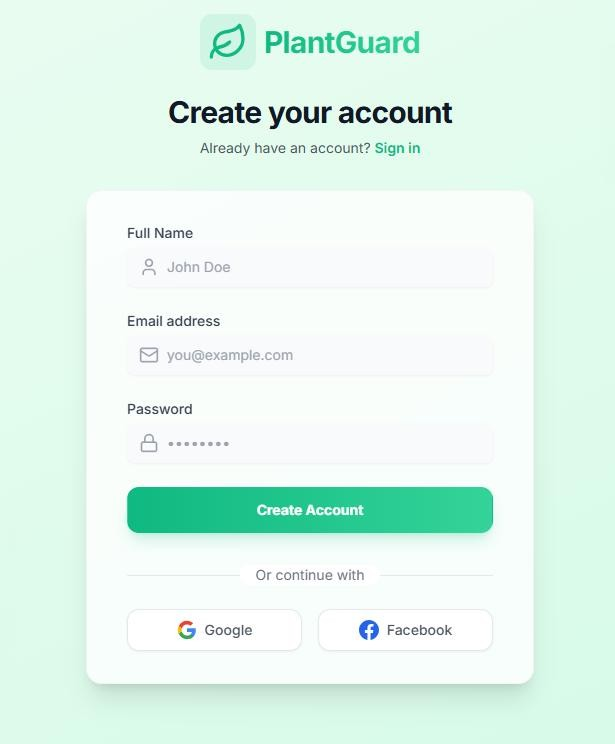 PlantGuard
Create your account
Already have an account? Sign in
Full Name
John Doe
Email address
you@example.com
Password
••••••••
Create Account
Or continue with
Google
Facebook